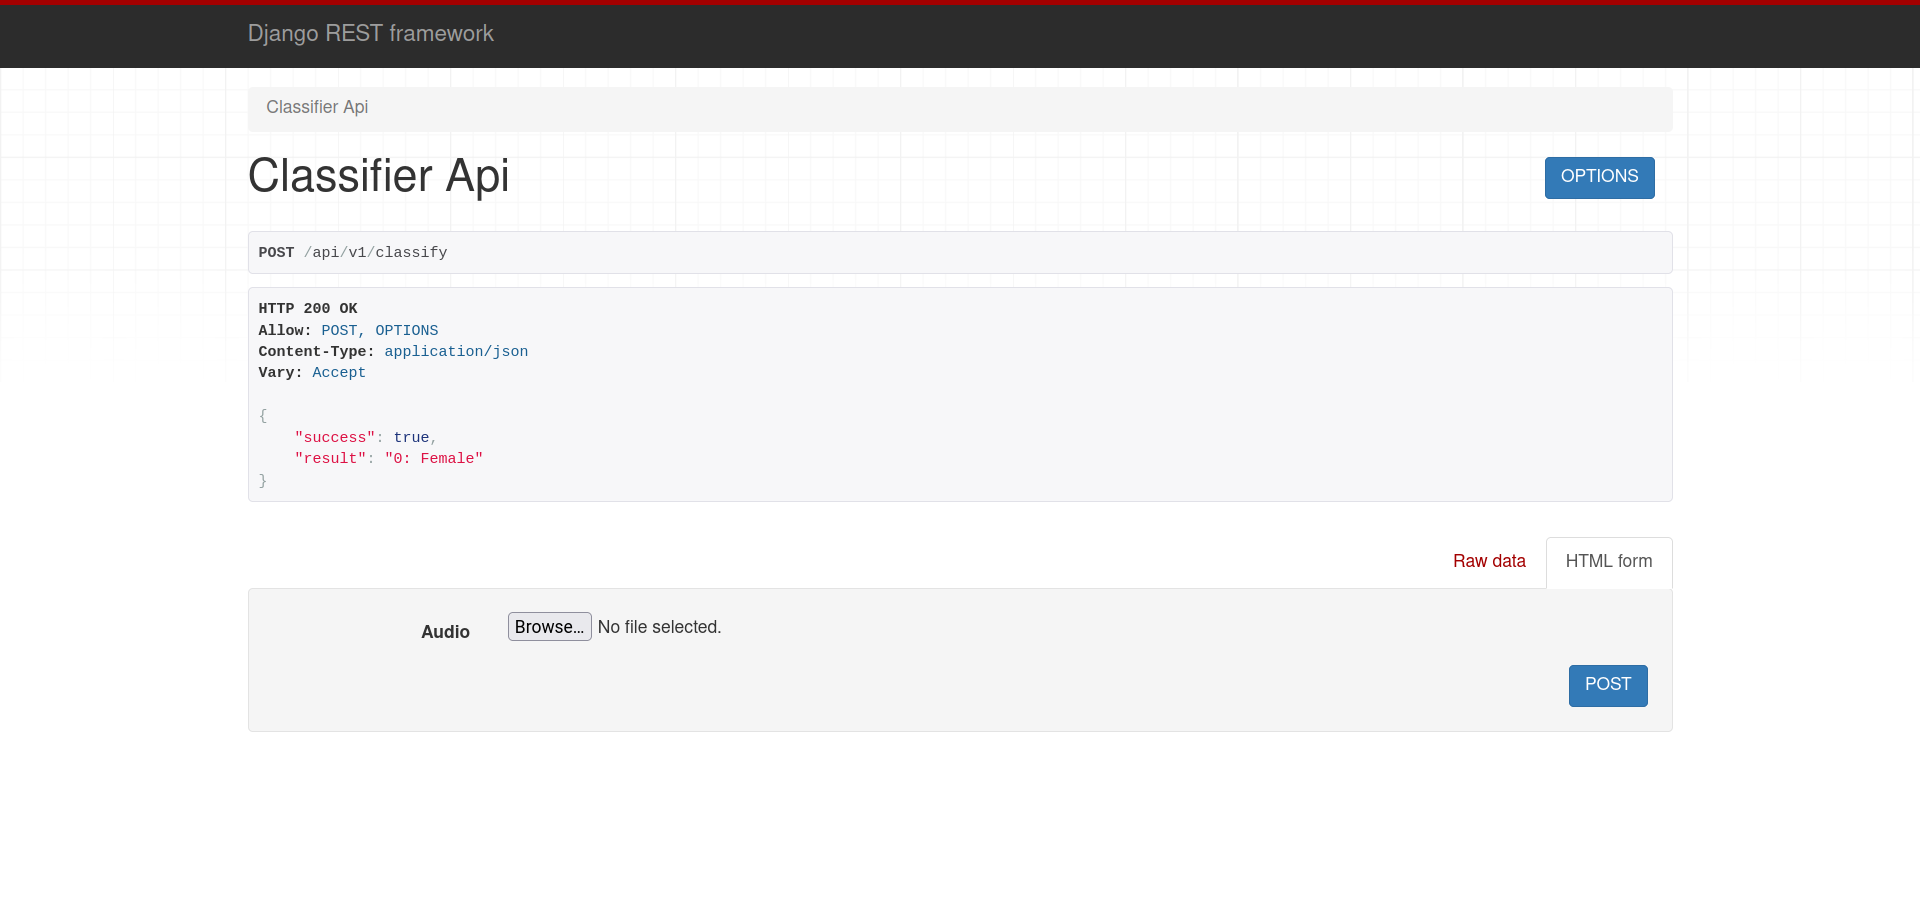 Django REST framework
Classifier Api
Classifier Api
OPTIONS
POST /api/v1/classify
HTTP 200 OK
Allow: POST, OPTIONS
Content-Type: application/json
Vary: Accept
{
    "success": true,
    "result": "0: Female"
}
Raw data
HTML form
Audio
Browse... No file selected.
POST